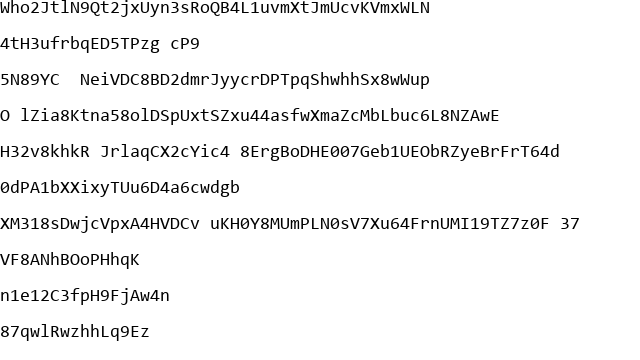 Who2JtlN9Qt2jxUyn3sRoQB4L1uvmXtJmUcvKVmxWLN
4tH3ufrbqED5TPzg cP9
5N89YC  NeiVDC8BD2dmrJyycrDPTpqShwhhSx8wWup
O lZia8Ktna58olDSpUxtSZxu44asfwXmaZcMbLbuc6L8NZAwE
H32v8khkR JrlaqCX2cYic4 8ErgBoDHE007Geb1UEObRZyeBrFrT64d
0dPA1bXXixyTUu6D4a6cwdgb
XM318sDwjcVpxA4HVDCv uKH0Y8MUmPLN0sV7Xu64FrnUMI19TZ7z0F 37
VF8ANhBOoPHhqK
n1e12C3fpH9FjAw4n
87qwlRwzhhLq9Ez